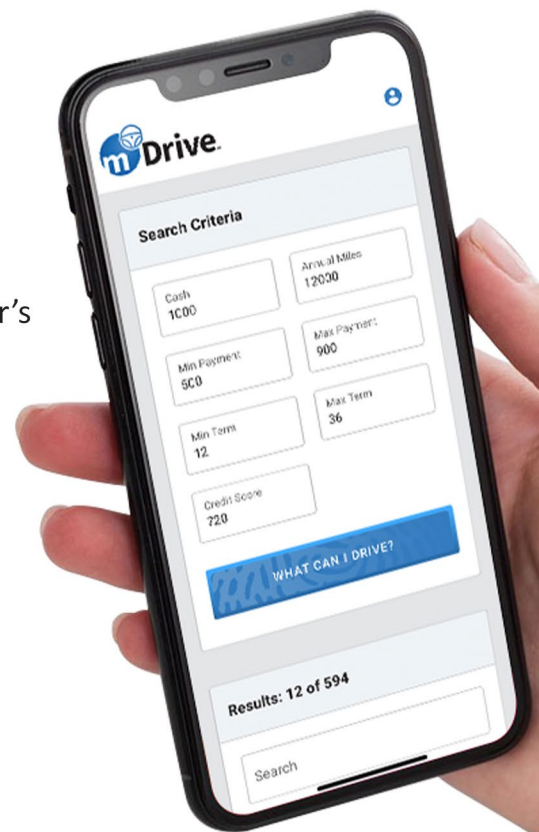 mDrive
Search Criteria
Cash
1000
Annual Miles
12000
r’s
Min Payment
500
Max Payment
900
Min Term
12
Max Term
36
Credit Score
720
WHAT CAN I DRIVE?
Results: 12 of 594
Search